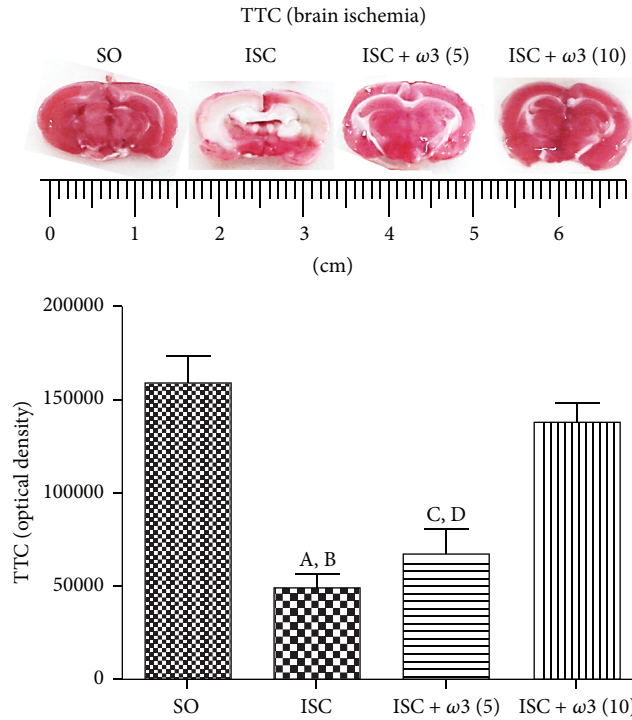 TTC (brain ischemia)
SO ISC ISC + ω3 (5) ISC + ω3 (10)
0 1 2 3 4 5 6
(cm)
200000
150000
100000
50000
0
TTC (optical density)
A, B
C, D
SO ISC ISC + ω3 (5) ISC + ω3 (10)